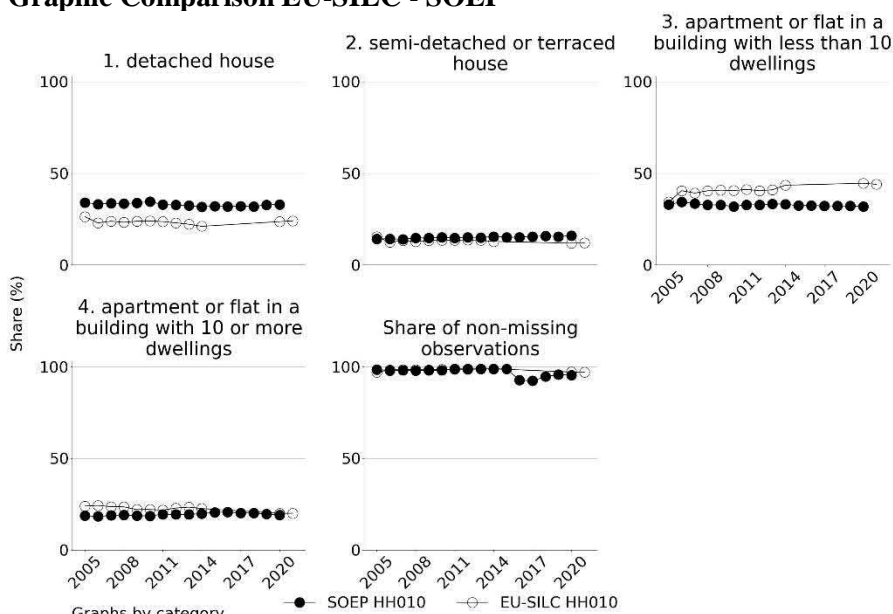 Graphic Comparison EU-SILC - SOEP
1. detached house
2. semi-detached or terraced
house
3. apartment or flat in a
building with less than 10
dwellings
100
50
0
100
50
0
100
50
0
2005
2008
2011
2014
2017
2020
Share (%)
4. apartment or flat in a
building with 10 or more
dwellings
Share of non-missing
observations
100
50
0
100
50
0
2005
2008
2011
2014
2017
2020
2005
2008
2011
2014
2017
2020
Graphs by category
SOEP HH010
EU-SILC HH010